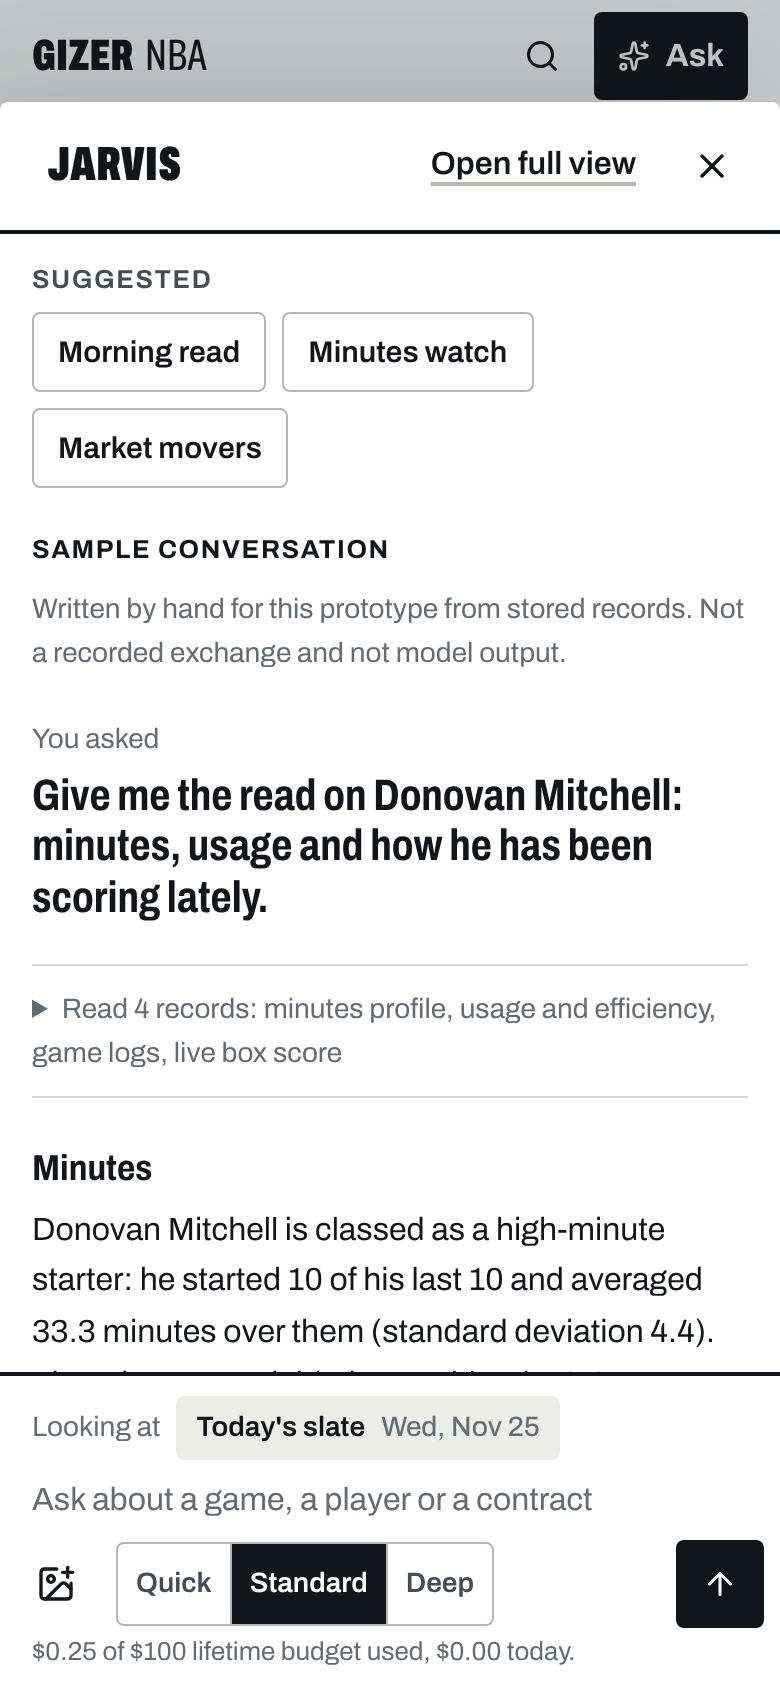 GIZER NBA
Ask
JARVIS
Open full view
SUGGESTED
Morning read
Minutes watch
Market movers
SAMPLE CONVERSATION
Written by hand for this prototype from stored records. Not
a recorded exchange and not model output.
You asked
Give me the read on Donovan Mitchell:
minutes, usage and how he has been
scoring lately.
Read 4 records: minutes profile, usage and efficiency,
game logs, live box score
Minutes
Donovan Mitchell is classed as a high-minute
starter: he started 10 of his last 10 and averaged
33.3 minutes over them (standard deviation 4.4).
Looking at Today's slate Wed, Nov 25
Ask about a game, a player or a contract
Quick Standard Deep
$0.25 of $100 lifetime budget used, $0.00 today.